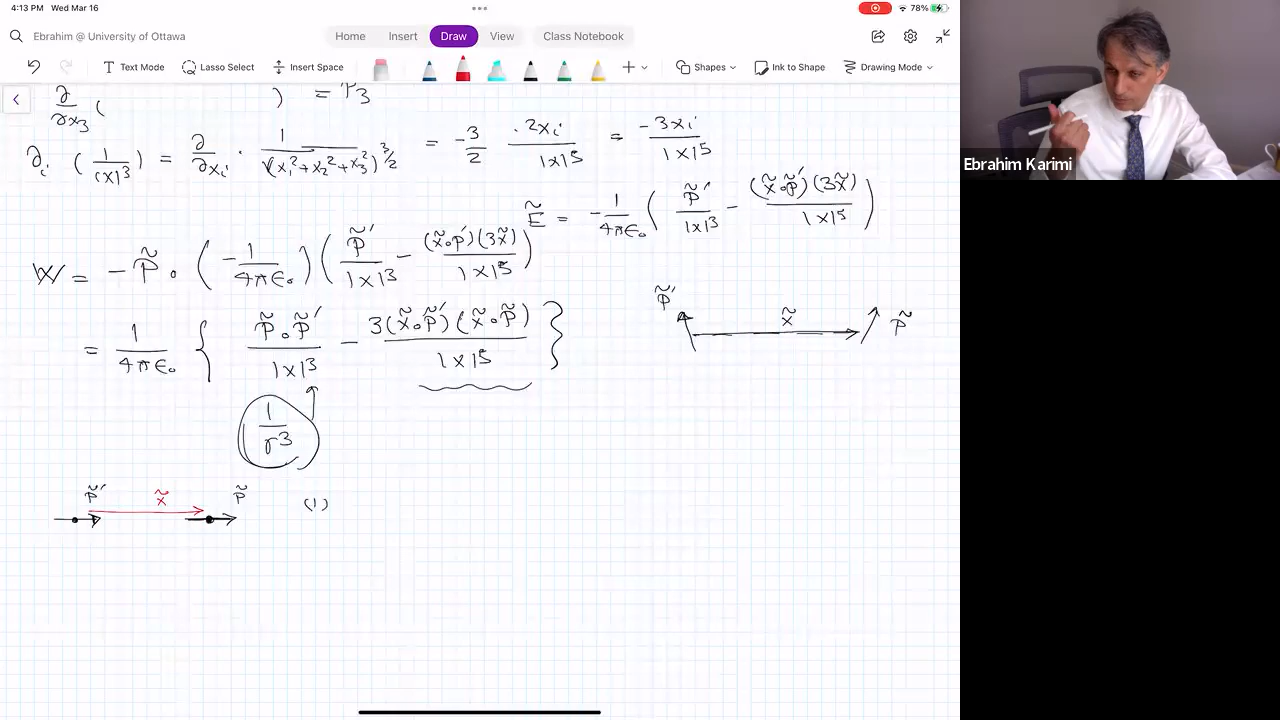 4:13 PM Wed Mar 16
78%
Ebrahim @ University of Ottawa
Home Insert Draw View Class Notebook
Text Mode Lasso Select Insert Space Shapes Ink to Shape Drawing Mode
∂/∂x₃ ( ) = P₃
∂ᵢ (1/|x|³) = ∂/∂xᵢ · 1/(x₁²+x₂²+x₃²)^3/2 = -3/2 · 2xᵢ/|x|⁵ = -3xᵢ/|x|⁵
Ẽ = -1/4πϵ₀ ( p̃′/|x|³ - (x̃∘p̃′)(3x̃)/|x|⁵ )
W = - p̃ ∘ (-1/4πϵ₀) ( p̃′/|x|³ - (x̃∘p′)(3x̃)/|x|⁵ )
= 1/4πϵ₀ { p̃∘p̃′/|x|³ - 3(x̃∘p̃′)(x̃∘p̃)/|x|⁵ }
p̃′ x̃ p̃
1/r³
p̃′ x̃ p̃ (1)
Ebrahim Karimi